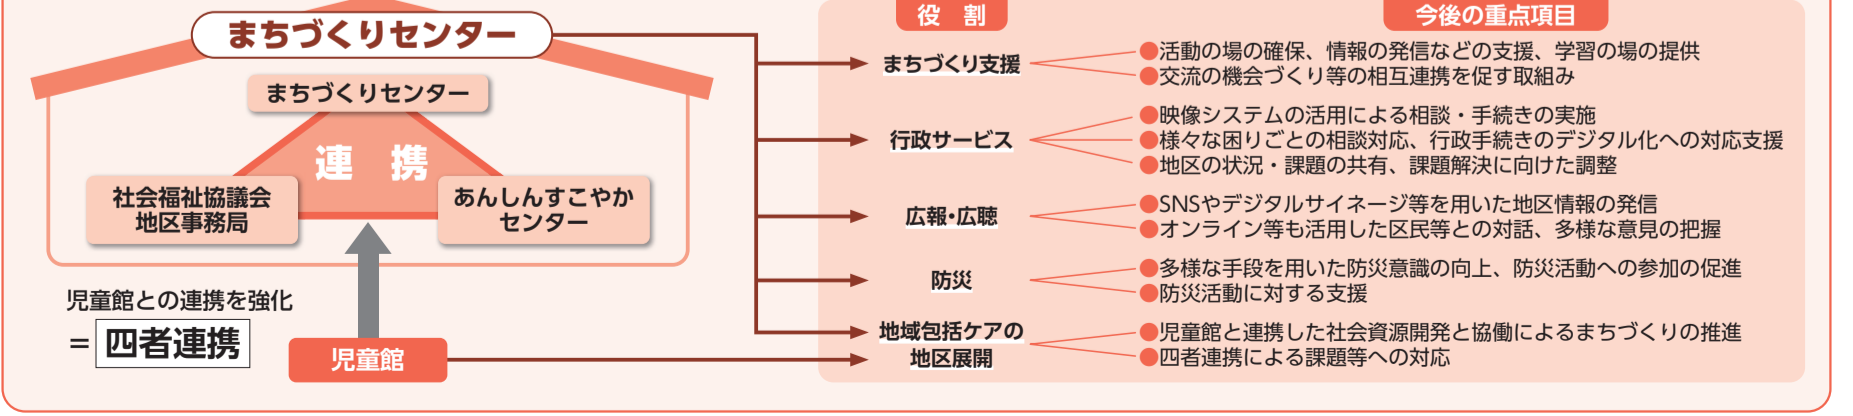 まちづくりセンター
まちづくりセンター
連 携
社会福祉協議会
地区事務局
あんしんすこやか
センター
児童館との連携を強化
=四者連携
児童館
役 割
今後の重点項目
まちづくり支援
●活動の場の確保、情報の発信などの支援、学習の場の提供
●交流の機会づくり等の相互連携を促す取組み
行政サービス
●映像システムの活用による相談・手続きの実施
●様々な困りごとの相談対応、行政手続きのデジタル化への対応支援
●地区の状況・課題の共有、課題解決に向けた調整
広報・広聴
●SNSやデジタルサイネージ等を用いた地区情報の発信
●オンライン等も活用した区民等との対話、多様な意見の把握
防災
●多様な手段を用いた防災意識の向上、防災活動への参加の促進
●防災活動に対する支援
地域包括ケアの
地区展開
●児童館と連携した社会資源開発と協働によるまちづくりの推進
●四者連携による課題等への対応